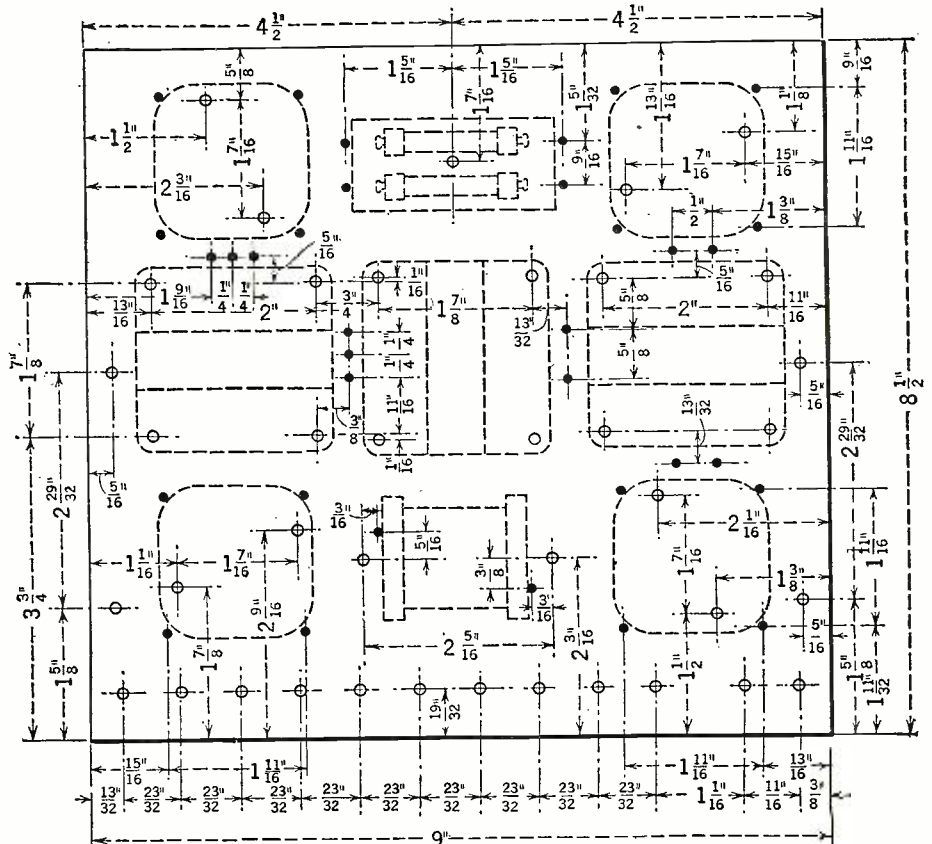 4 1/2" 4 1/2"
5/8" 1 5/16" 1 5/16" 1 7/16" 1 5/32" 1 13/16" 1 1/8" 9/16"
1 1/2" 1 7/16" 9/16" 1 7/16" 15/16" 1 11/16"
2 3/16" 1/2" 1 3/8"
5/16" 5/16"
13/16" 1 9/16" 1/4" 1/4" 2" 3/4" 1/16" 1 7/8" 13/32" 5/8" 2" 11/16"
1 7/8" 1/4" 1/4" 5/8" 8 1/2"
11/16" 5/16"
3/8" 1/16" 13/32" 2 29/32"
5/16" 2 29/32"
3/16" 5/16" 2 1/16" 1 11/16"
1 1/16" 1 7/16" 3/8" 3/16" 1 7/16" 1 3/8"
3 3/4" 2 9/16" 5/16"
1 5/8" 1 7/8" 2 5/16" 2 3/16" 1 1/2" 1 5/8" 1 11/32"
19/32"
15/16" 1 11/16" 1 11/16" 13/16"
13/32" 23/32" 23/32" 23/32" 23/32" 23/32" 23/32" 23/32" 23/32" 1 1/16" 11/16" 3/8"
9"